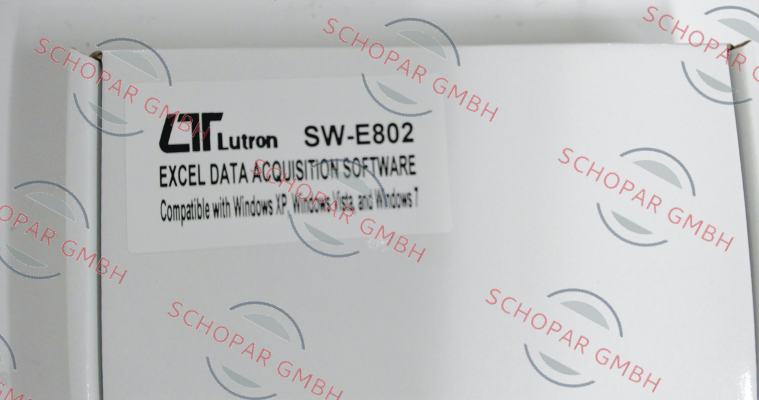 Lutron SW-E802
EXCEL DATA ACQUISITION SOFTWARE
Compatible with Windows XP, Windows Vista, and Windows 7
SCHOPAR GMBH
SCHOPAR GMBH
SCHOPAR GMBH
SCHOPAR GMBH
SCHOPAR GMBH
SCHOPAR GMBH
SCHOPAR GMBH
SCHOPAR GMBH